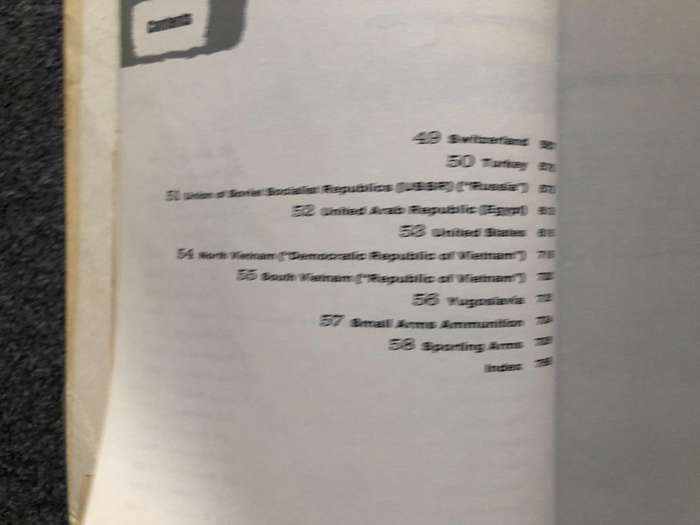 Contents
49 Switzerland
50 Turkey
51 Union of Soviet Socialist Republics (USSR) ("Russia")
52 United Arab Republic (Egypt)
53 United States
54 North Vietnam ("Democratic Republic of Vietnam")
55 South Vietnam ("Republic of Vietnam")
56 Yugoslavia
57 Small Arms Ammunition
58 Sporting Arms
Index